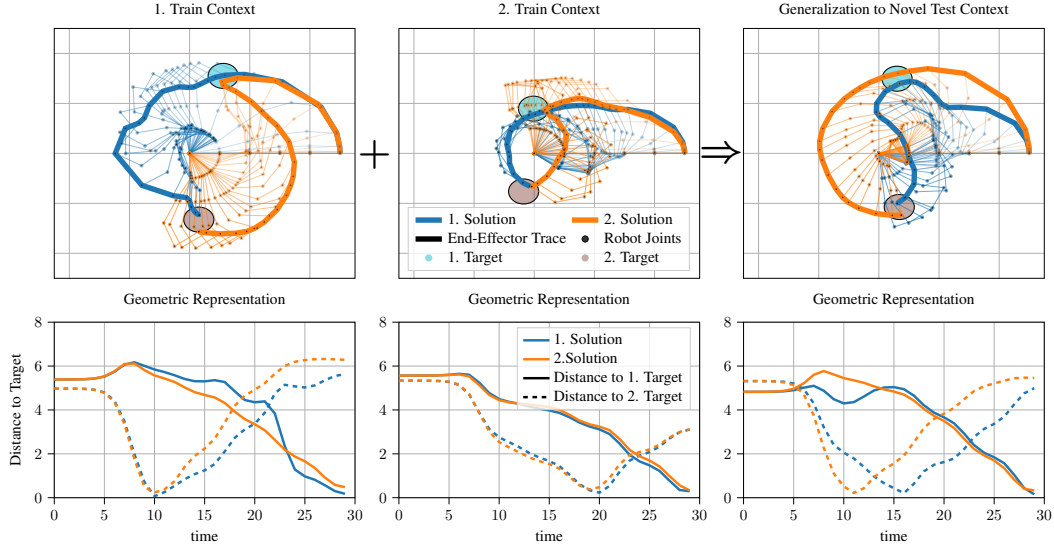 1. Train Context
2. Train Context
Generalization to Novel Test Context
+
⇒
1. Solution
2. Solution
End-Effector Trace
Robot Joints
1. Target
2. Target
Geometric Representation
Geometric Representation
Geometric Representation
Distance to Target
8
6
4
2
0
0 5 10 15 20 25 30
time
8
6
4
2
0
0 5 10 15 20 25 30
time
1. Solution
2.Solution
Distance to 1. Target
Distance to 2. Target
8
6
4
2
0
0 5 10 15 20 25 30
time